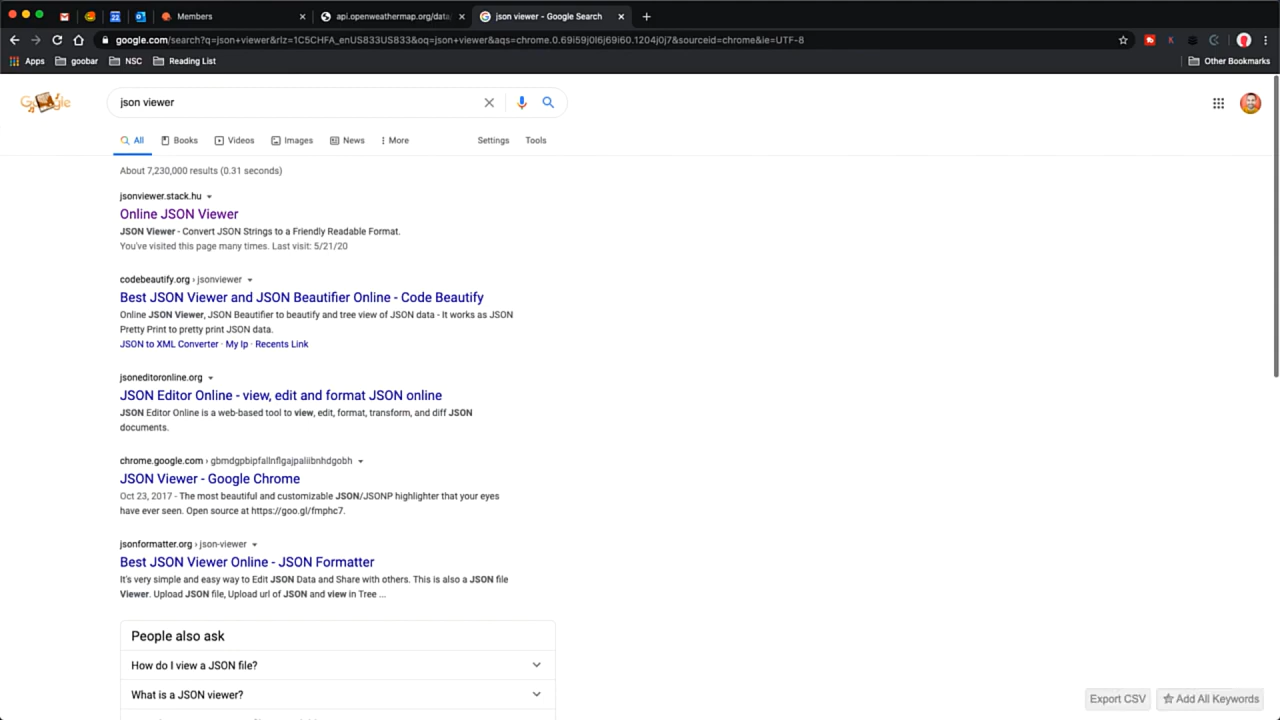 Members
api.openweathermap.org/data
json viewer - Google Search
google.com/search?q=json+viewer&rlz=1C5CHFA_enUS833US833&oq=json+viewer&aqs=chrome.0.69i59j0l6j69i60.1204j0j7&sourceid=chrome&ie=UTF-8
Apps
goobar
NSC
Reading List
Other Bookmarks
json viewer
All
Books
Videos
Images
News
More
Settings
Tools
About 7,230,000 results (0.31 seconds)
jsonviewer.stack.hu
Online JSON Viewer
JSON Viewer - Convert JSON Strings to a Friendly Readable Format.
You've visited this page many times. Last visit: 5/21/20
codebeautify.org › jsonviewer
Best JSON Viewer and JSON Beautifier Online - Code Beautify
Online JSON Viewer, JSON Beautifier to beautify and tree view of JSON data - It works as JSON
Pretty Print to pretty print JSON data.
JSON to XML Converter · My Ip · Recents Link
jsoneditoronline.org
JSON Editor Online - view, edit and format JSON online
JSON Editor Online is a web-based tool to view, edit, format, transform, and diff JSON
documents.
chrome.google.com › gbmdgpbipfallnflgajpaliibnhdgobh
JSON Viewer - Google Chrome
Oct 23, 2017 - The most beautiful and customizable JSON/JSONP highlighter that your eyes
have ever seen. Open source at https://goo.gl/fmphc7.
jsonformatter.org › json-viewer
Best JSON Viewer Online - JSON Formatter
It's very simple and easy way to Edit JSON Data and Share with others. This is also a JSON file
Viewer. Upload JSON file, Upload url of JSON and view in Tree ...
People also ask
How do I view a JSON file?
What is a JSON viewer?
Export CSV
Add All Keywords